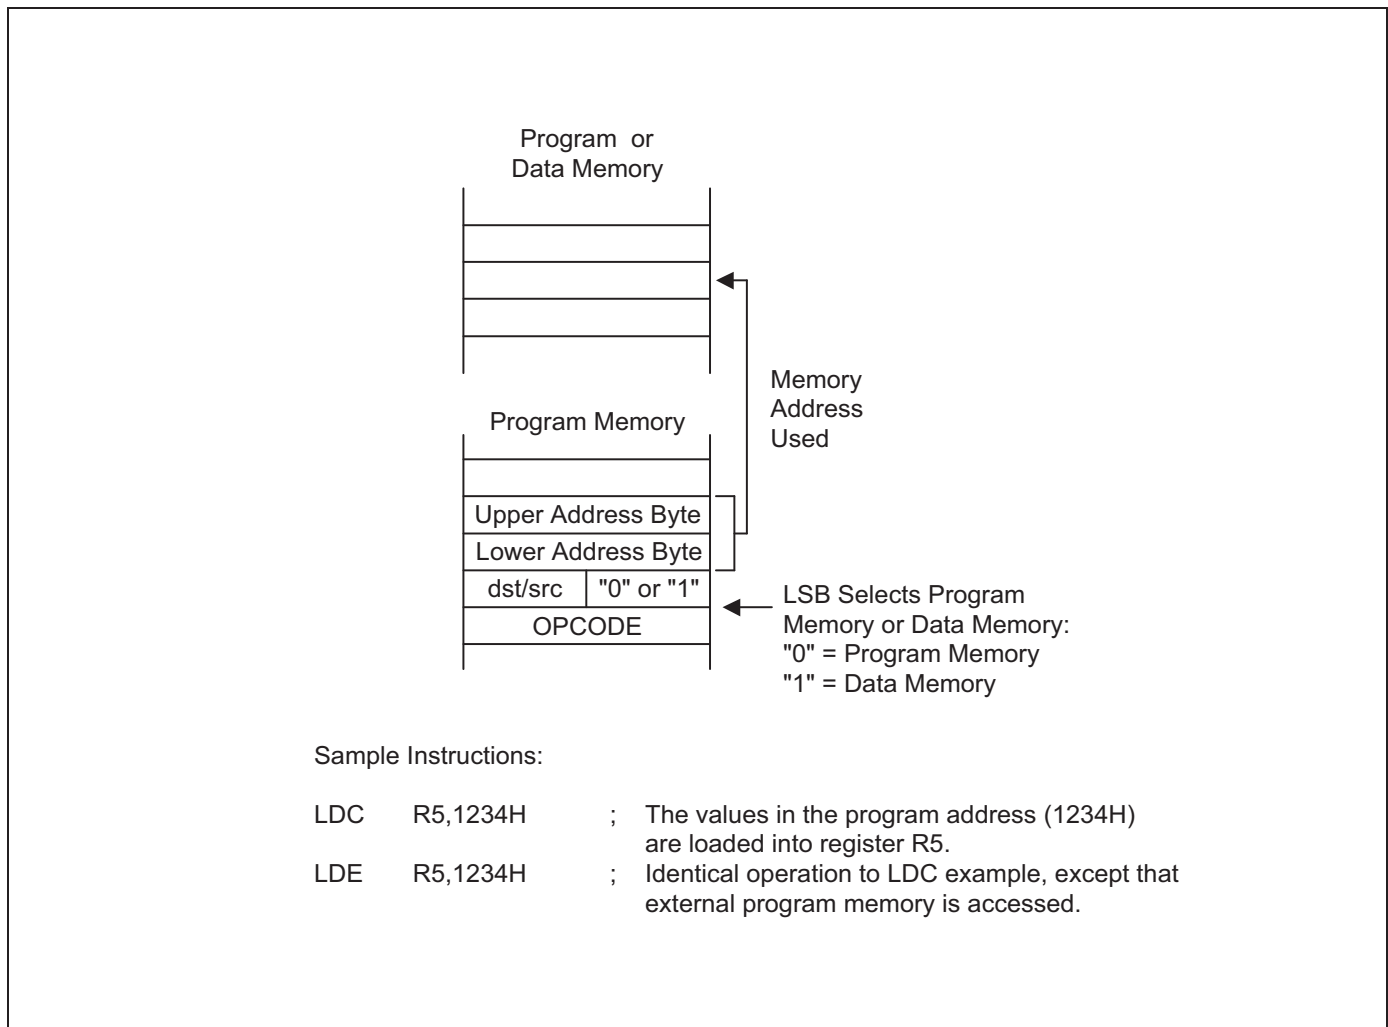 Program or
Data Memory
Memory
Address
Used
Program Memory
Upper Address Byte
Lower Address Byte
dst/src "0" or "1"
OPCODE
LSB Selects Program
Memory or Data Memory:
"0" = Program Memory
"1" = Data Memory
Sample Instructions:
LDC R5,1234H ; The values in the program address (1234H)
are loaded into register R5.
LDE R5,1234H ; Identical operation to LDC example, except that
external program memory is accessed.